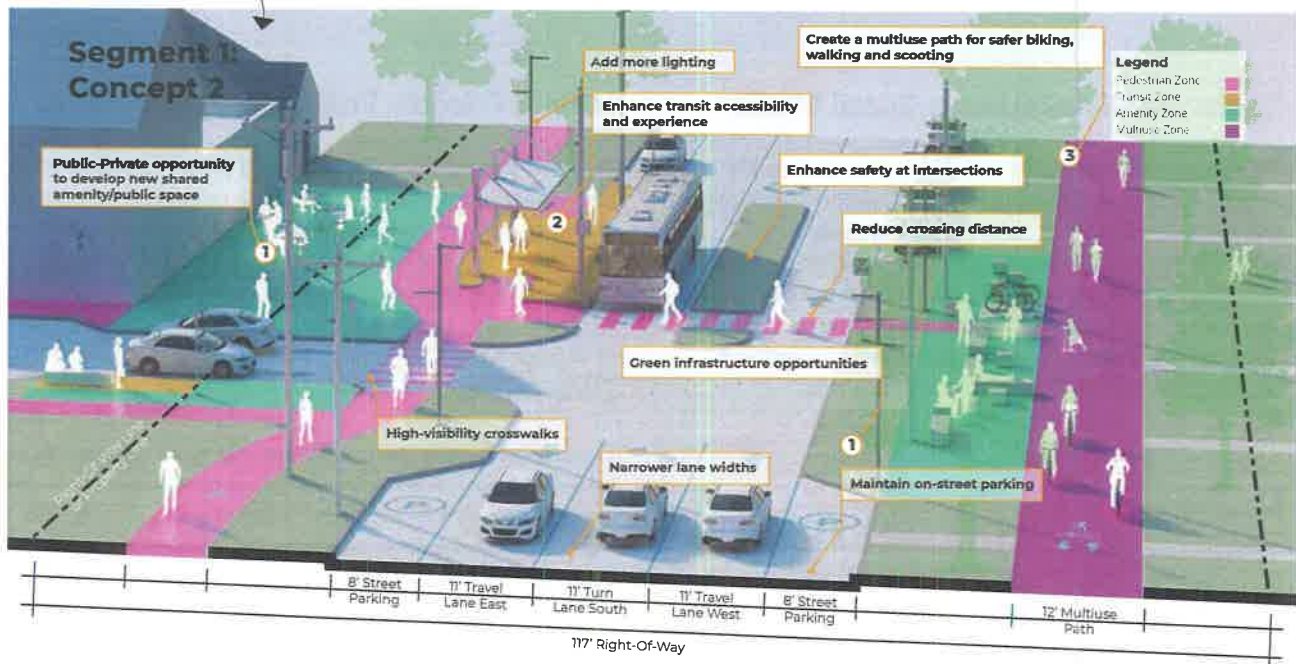 Segment 1:
Concept 2
Add more lighting
Create a multiuse path for safer biking,
walking and scooting
Legend
Pedestrian Zone
Transit Zone
Amenity Zone
Multiuse Zone
Enhance transit accessibility
and experience
Public-Private opportunity
to develop new shared
amenity/public space
Enhance safety at intersections
3
2
1
Reduce crossing distance
Green infrastructure opportunities
High-visibility crosswalks
1
Narrower lane widths
Maintain on-street parking
P
P
8' Street
Parking
11' Travel
Lane East
11' Turn
Lane South
11' Travel
Lane West
8' Street
Parking
12' Multiuse
Path
117' Right-Of-Way